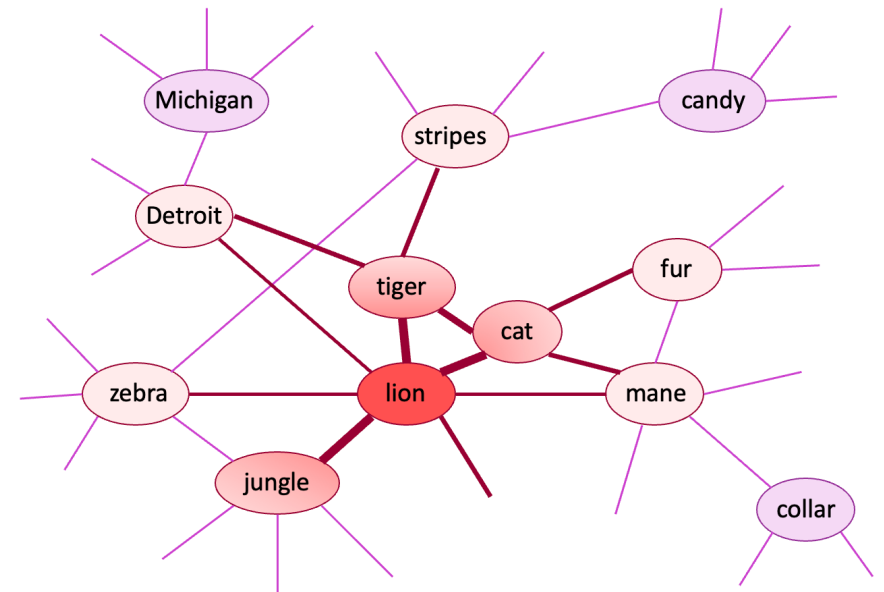 Michigan
candy
stripes
Detroit
fur
tiger
cat
zebra
lion
mane
jungle
collar